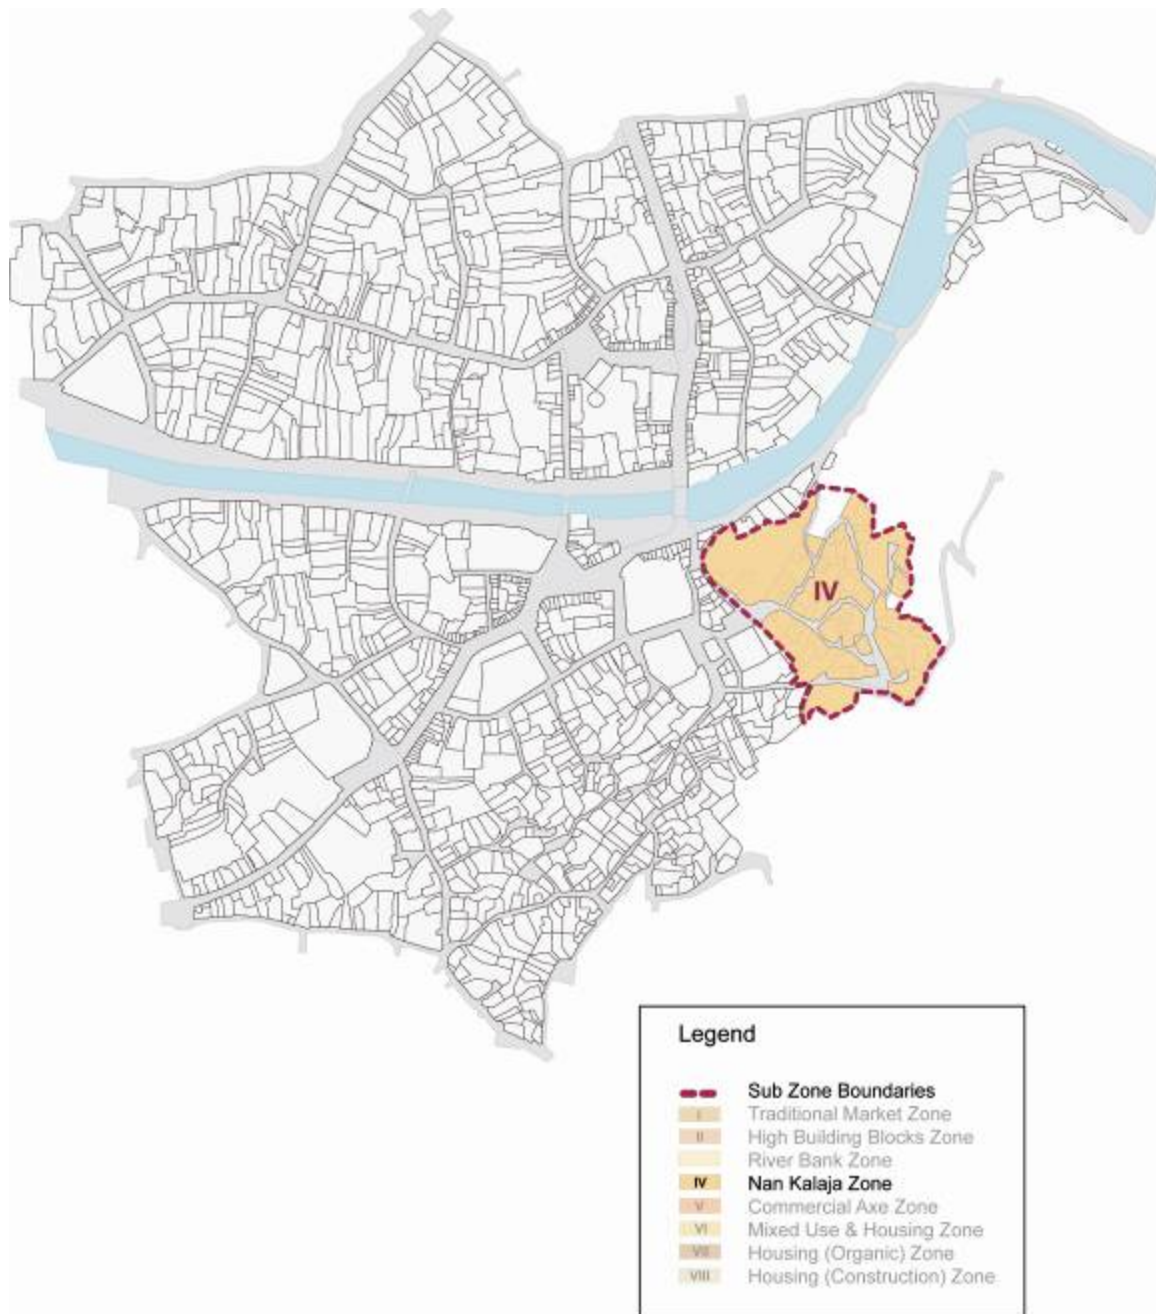 IV
Legend
Sub Zone Boundaries
I Traditional Market Zone
II High Building Blocks Zone
River Bank Zone
IV Nan Kalaja Zone
V Commercial Axe Zone
VI Mixed Use & Housing Zone
VII Housing (Organic) Zone
VIII Housing (Construction) Zone